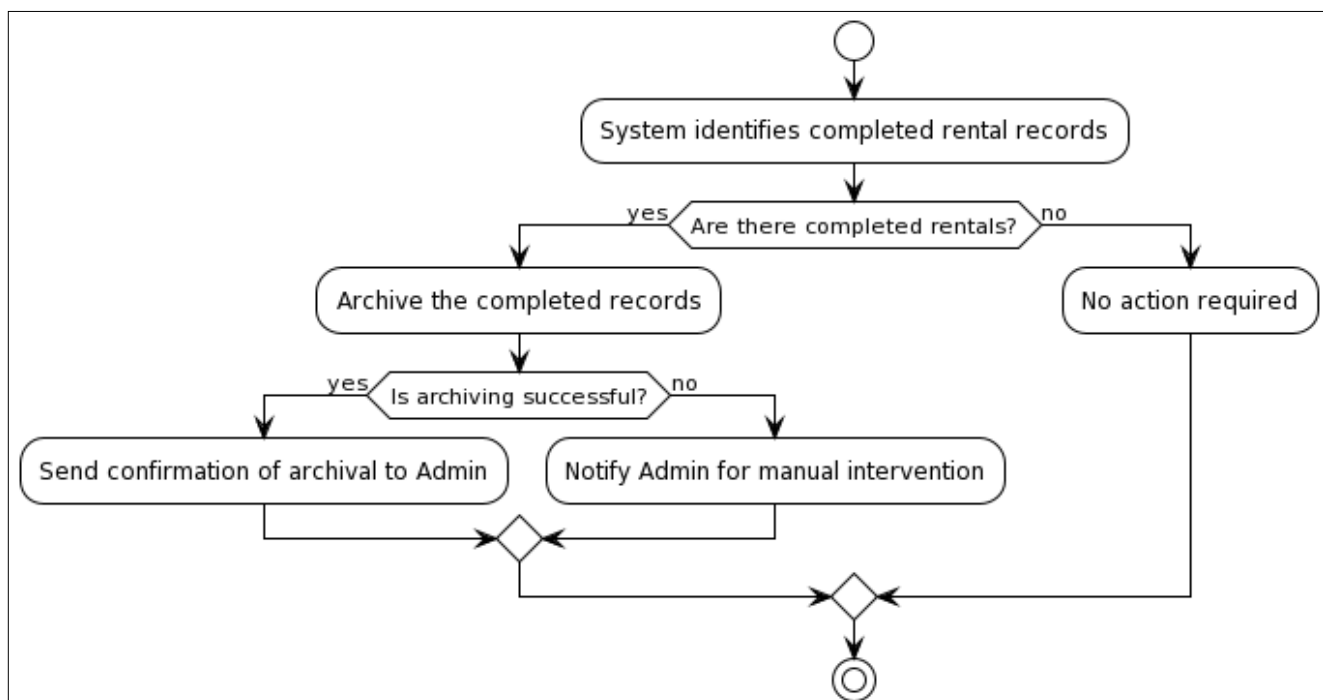 System identifies completed rental records
yes
Are there completed rentals?
no
Archive the completed records
No action required
yes
Is archiving successful?
no
Send confirmation of archival to Admin
Notify Admin for manual intervention